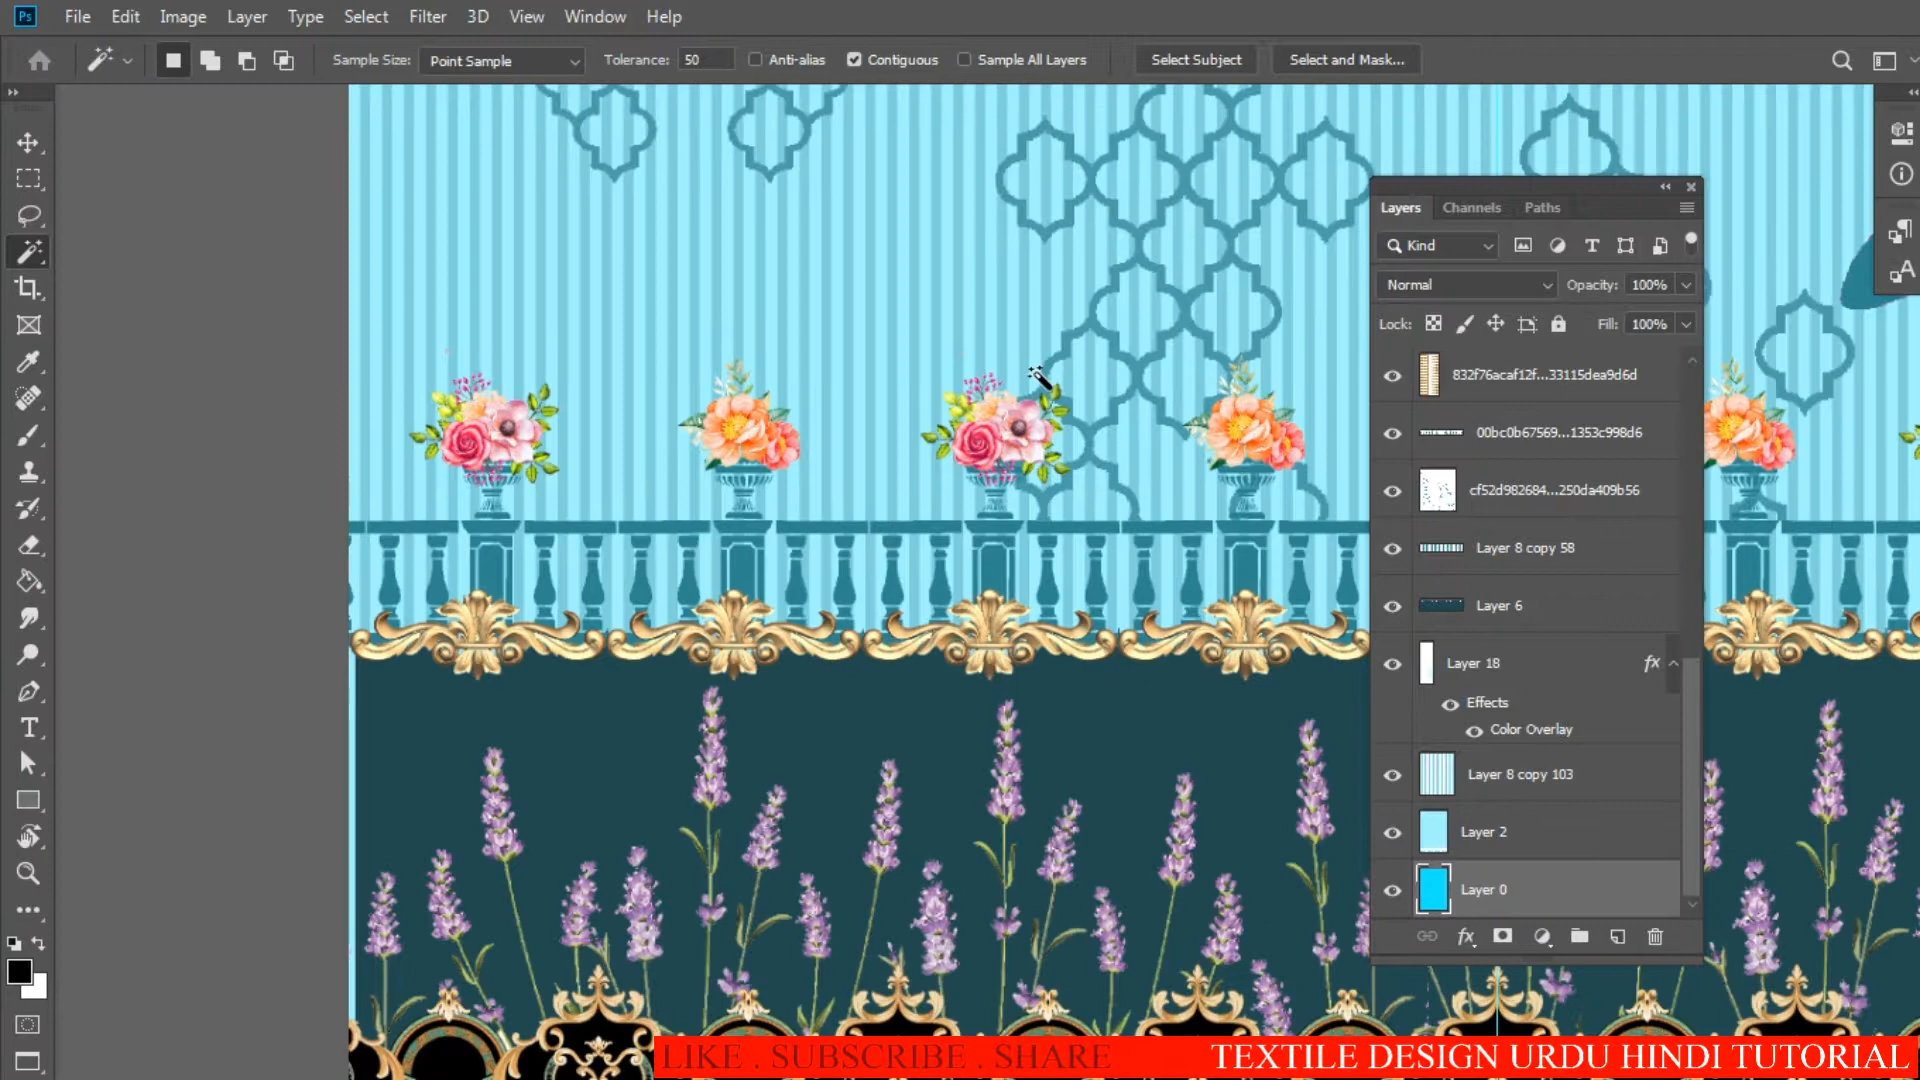 Ps File Edit Image Layer Type Select Filter 3D View Window Help
Sample Size: Point Sample Tolerance: 50 Anti-alias Contiguous Sample All Layers Select Subject Select and Mask...
Layers Channels Paths
Kind
Normal Opacity: 100%
Lock: Fill: 100%
832f76acaf12f...33115dea9d6d
00bc0b67569...1353c998d6
cf52d982684...250da409b56
Layer 8 copy 58
Layer 6
Layer 18 fx
Effects
Color Overlay
Layer 8 copy 103
Layer 2
Layer 0
fx
LIKE . SUBSCRIBE . SHARE TEXTILE DESIGN URDU HINDI TUTORIAL